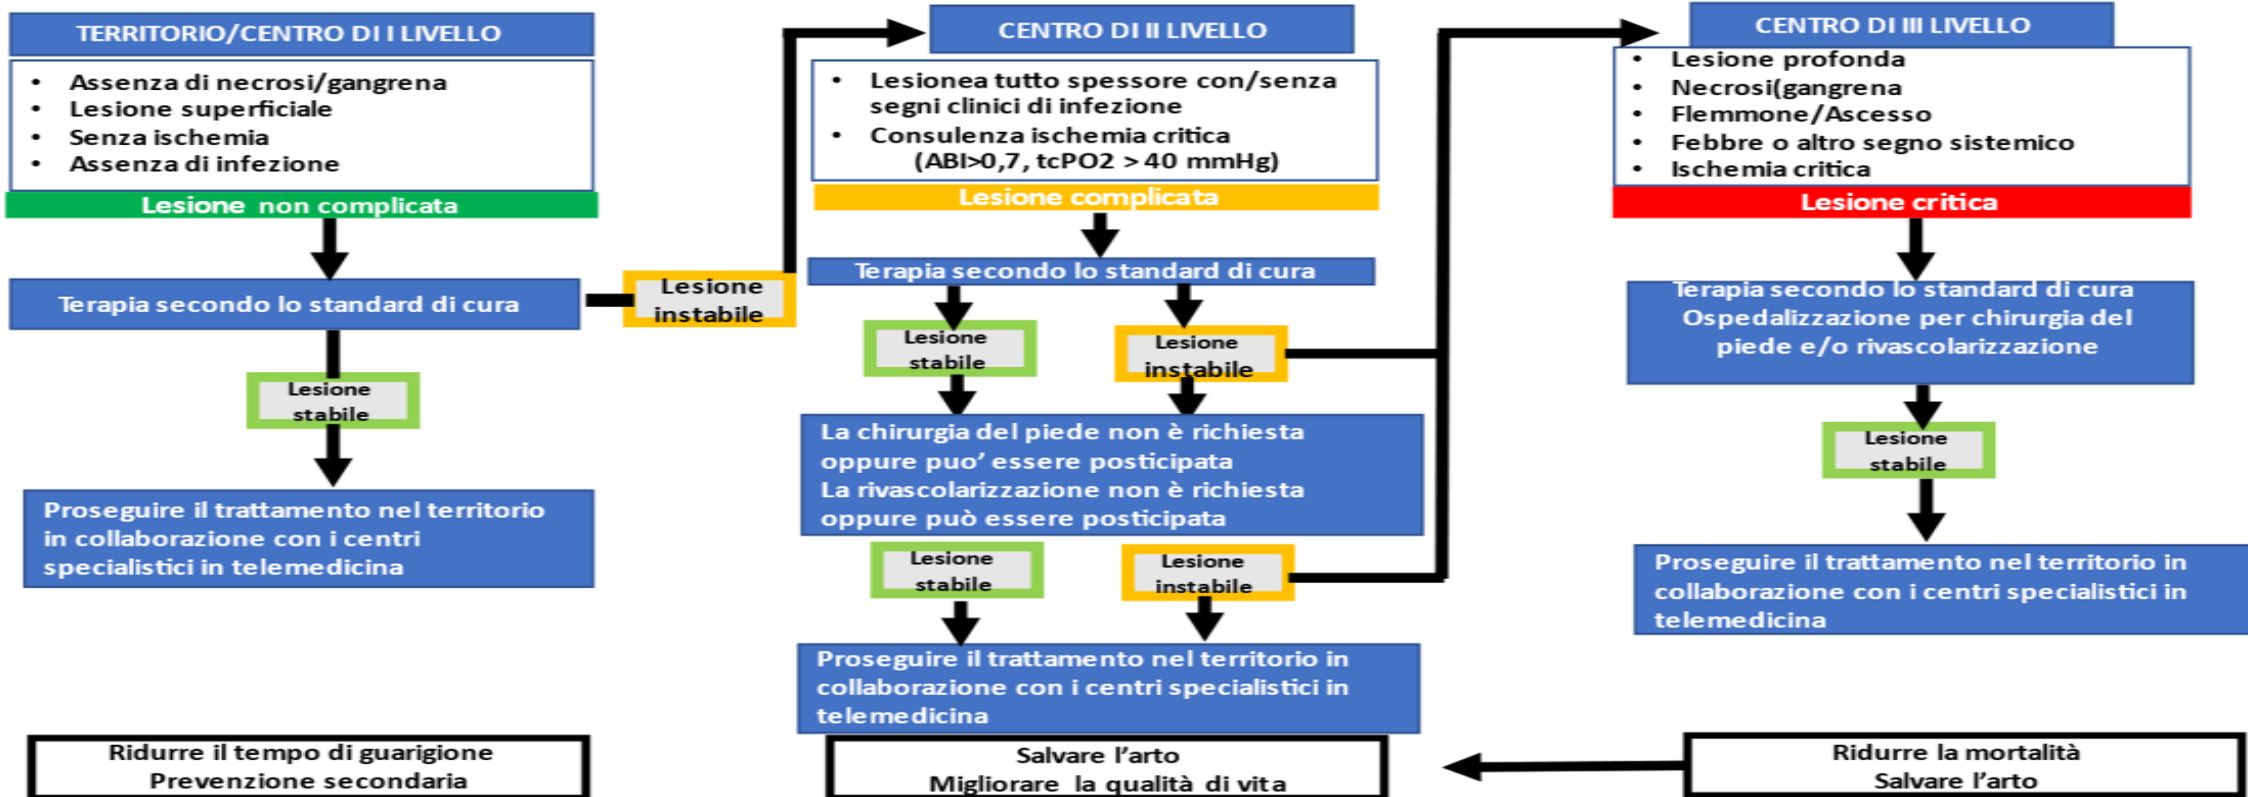 TERRITORIO/CENTRO DI I LIVELLO
• Assenza di necrosi/gangrena
• Lesione superficiale
• Senza ischemia
• Assenza di infezione
Lesione non complicata
Terapia secondo lo standard di cura
Lesione
instabile
Lesione
stabile
Proseguire il trattamento nel territorio
in collaborazione con i centri
specialistici in telemedicina
Ridurre il tempo di guarigione
Prevenzione secondaria
CENTRO DI II LIVELLO
• Lesionea tutto spessore con/senza
segni clinici di infezione
• Consulenza ischemia critica
(ABI>0,7, tcPO2 > 40 mmHg)
Lesione complicata
Terapia secondo lo standard di cura
Lesione
stabile
Lesione
instabile
La chirurgia del piede non è richiesta
oppure puo' essere posticipata
La rivascolarizzazione non è richiesta
oppure può essere posticipata
Lesione
stabile
Lesione
instabile
Proseguire il trattamento nel territorio in
collaborazione con i centri specialistici in
telemedicina
Salvare l'arto
Migliorare la qualità di vita
CENTRO DI III LIVELLO
• Lesione profonda
• Necrosi(gangrena
• Flemmone/Ascesso
• Febbre o altro segno sistemico
• Ischemia critica
Lesione critica
Terapia secondo lo standard di cura
Ospedalizzazione per chirurgia del
piede e/o rivascolarizzazione
Lesione
stabile
Proseguire il trattamento nel territorio in
collaborazione con i centri specialistici in
telemedicina
Ridurre la mortalità
Salvare l'arto